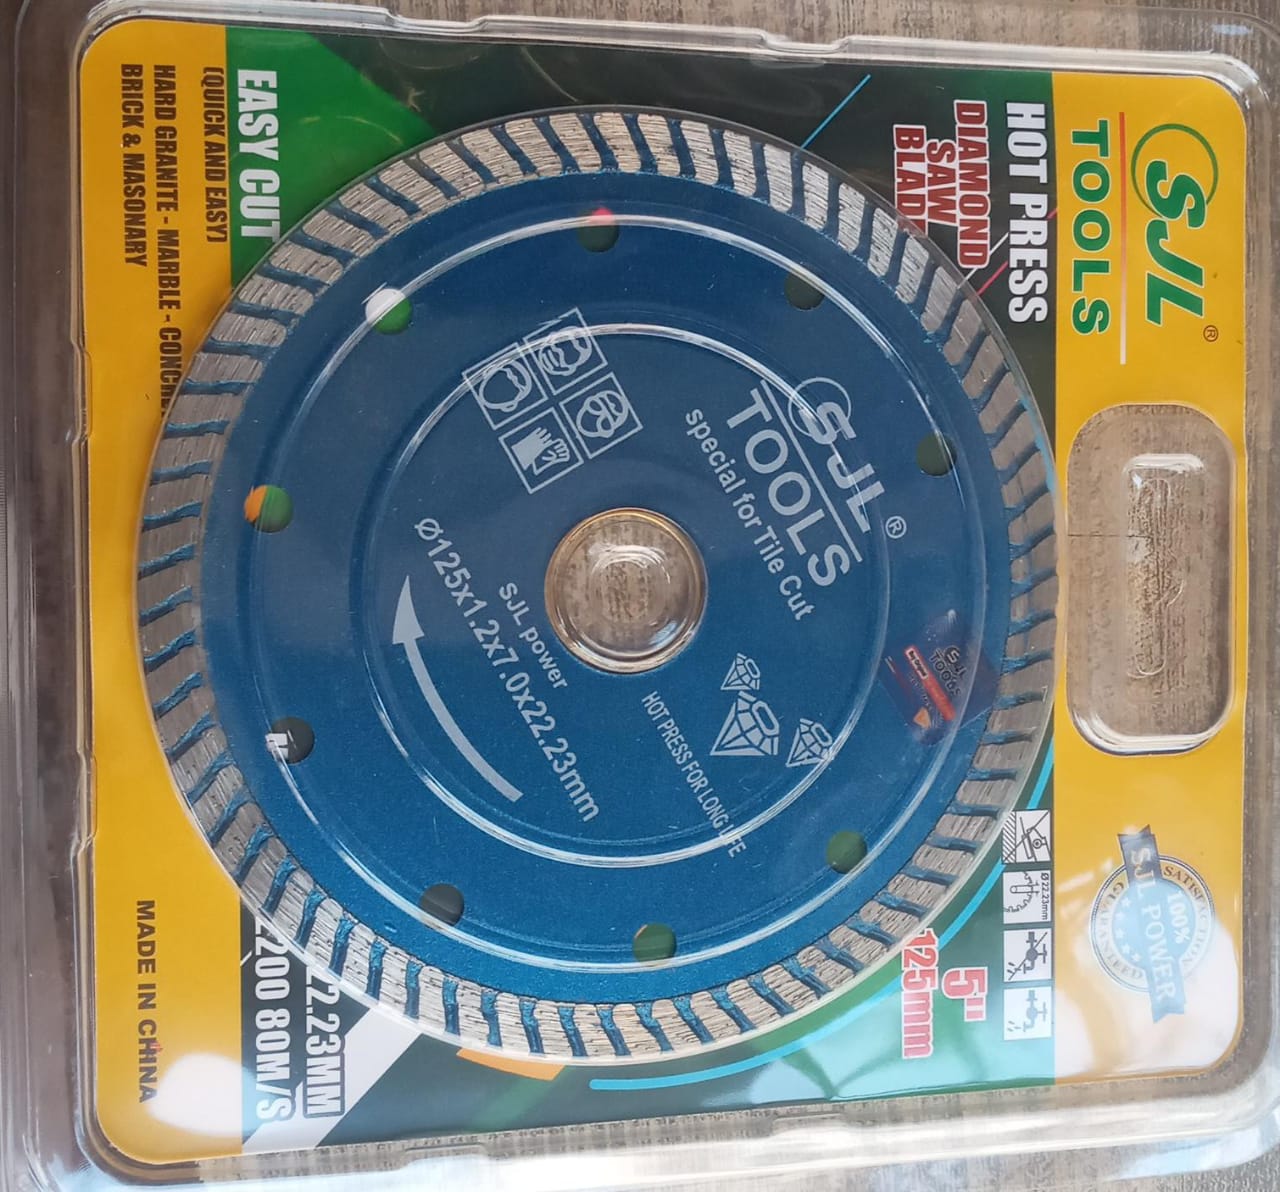 SJL®
TOOLS
HOT PRESS
DIAMOND
SAW
SJL®
TOOLS
special for Tile Cut
HOT PRESS FOR LONG
SJL power
Ø125x1.2x7.0x22.23mm
SJL
TOOLS
Ø 22.23mm
5"
125mm
100%
SJL POWER
EASY CUT
(QUICK AND EASY)
HARD GRANITE - MARBLE -
BRICK & MASONARY
80M/S
MADE IN CHINA